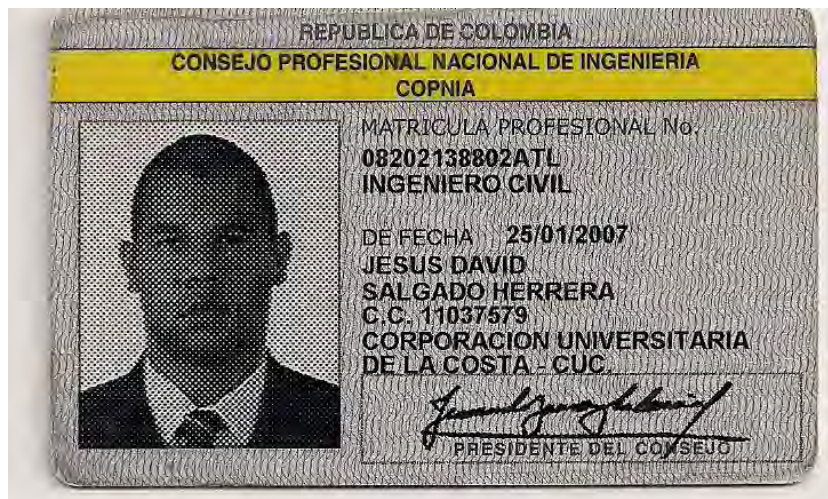 REPUBLICA DE COLOMBIA
CONSEJO PROFESIONAL NACIONAL DE INGENIERIA
COPNIA
MATRICULA PROFESIONAL No.
08202138802ATL
INGENIERO CIVIL
DE FECHA 25/01/2007
JESUS DAVID
SALGADO HERRERA
C.C. 11037579
CORPORACION UNIVERSITARIA
DE LA COSTA - CUC
PRESIDENTE DEL CONSEJO